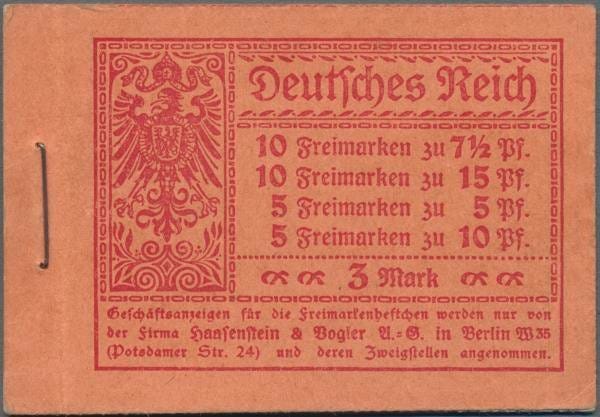 Deutsches Reich
10 Freimarken zu 7½ Pf.
10 Freimarken zu 15 Pf.
5 Freimarken zu 5 Pf.
5 Freimarken zu 10 Pf.
3 Mark
Geschäftsanzeigen für die Freimarkenheftchen werden nur von
der Firma Haasenstein & Vogler A.=G. in Berlin W 35
(Potsdamer Str. 24) und deren Zweigstellen angenommen.